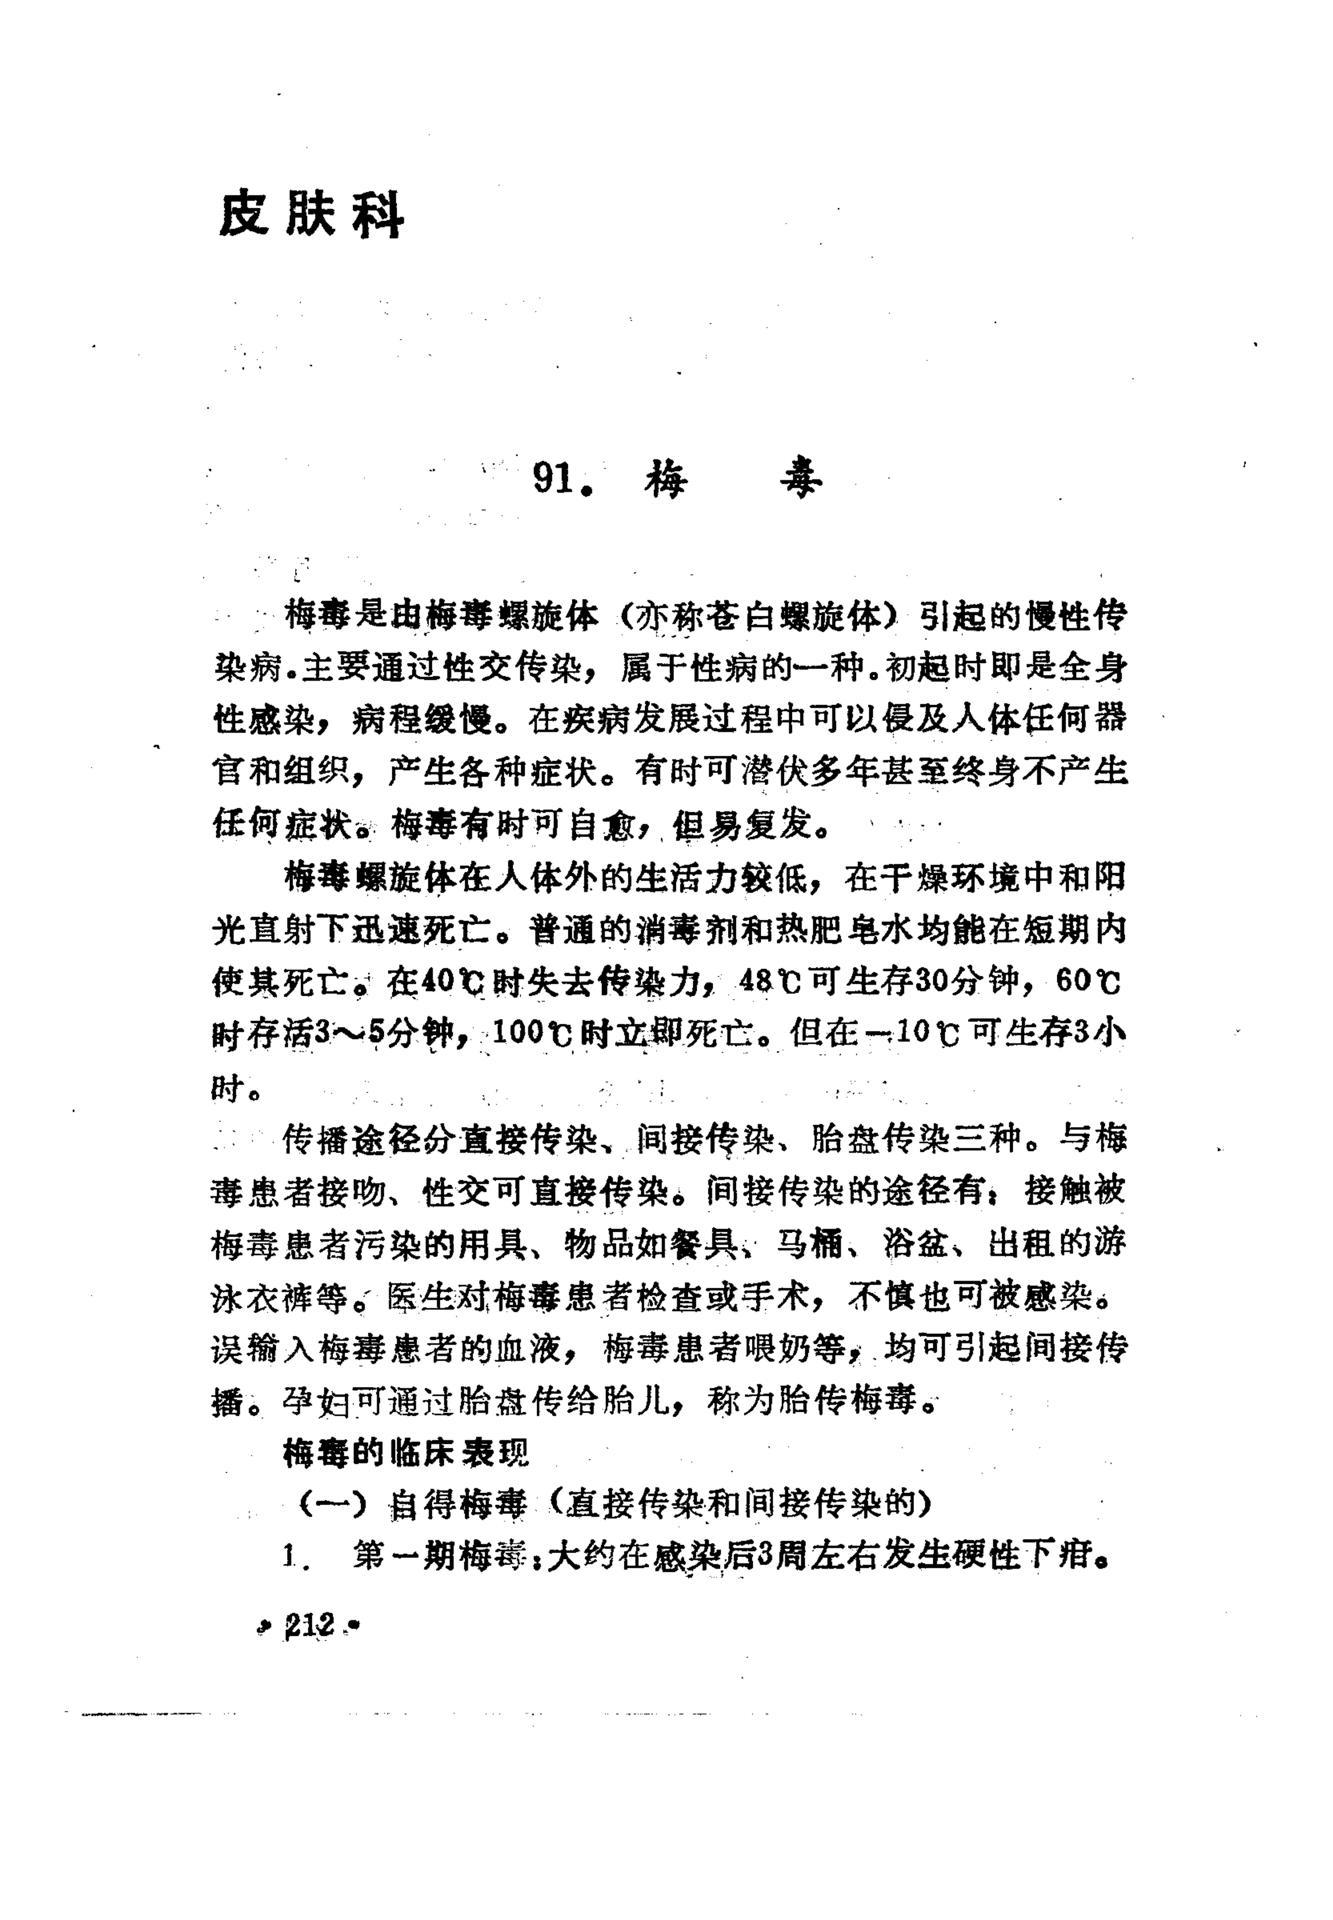 皮肤科
91. 梅 毒
梅毒是由梅毒螺旋体（亦称苍白螺旋体）引起的慢性传
染病。主要通过性交传染，属于性病的一种。初起时即是全身
性感染，病程缓慢。在疾病发展过程中可以侵及人体任何器
官和组织，产生各种症状。有时可潜伏多年甚至终身不产生
任何症状。梅毒有时可自愈，但易复发。
梅毒螺旋体在人体外的生活力较低，在干燥环境中和阳
光直射下迅速死亡。普通的消毒剂和热肥皂水均能在短期内
使其死亡。在40℃时失去传染力，48℃可生存30分钟，60℃
时存活3～5分钟，100℃时立即死亡。但在－10℃可生存3小
时。
传播途径分直接传染、间接传染、胎盘传染三种。与梅
毒患者接吻、性交可直接传染。间接传染的途径有：接触被
梅毒患者污染的用具、物品如餐具、马桶、浴盆、出租的游
泳衣裤等。医生对梅毒患者检查或手术，不慎也可被感染。
误输入梅毒患者的血液，梅毒患者喂奶等，均可引起间接传
播。孕妇可通过胎盘传给胎儿，称为胎传梅毒。
梅毒的临床表现
（一）自得梅毒（直接传染和间接传染的）
1． 第一期梅毒：大约在感染后3周左右发生硬性下疳。
• 212 •